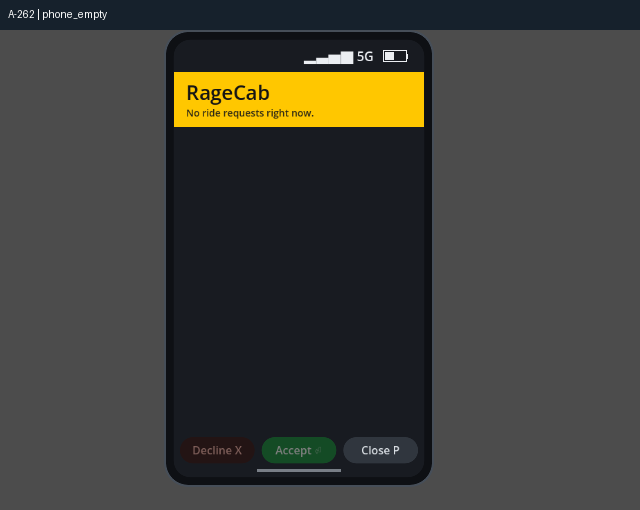 A-262 | phone_empty
5G
RageCab
No ride requests right now.
Decline X
Accept ⏎
Close P